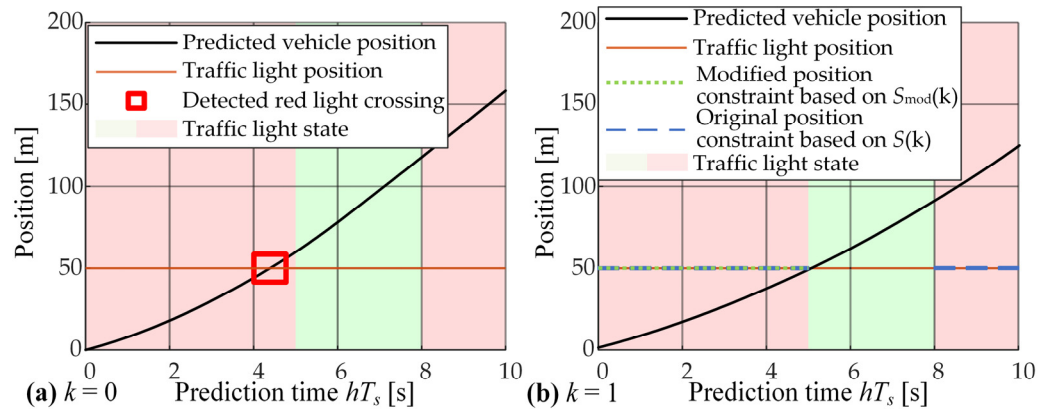 200
150
100
50
0
Position [m]
Predicted vehicle position
Traffic light position
Detected red light crossing
Traffic light state
0 2 4 6 8 10
(a) k = 0 Prediction time hTs [s]
200
150
100
50
0
Position [m]
Predicted vehicle position
Traffic light position
Modified position
constraint based on Smod(k)
Original position
constraint based on S(k)
Traffic light state
0 2 4 6 8 10
(b) k = 1 Prediction time hTs [s]